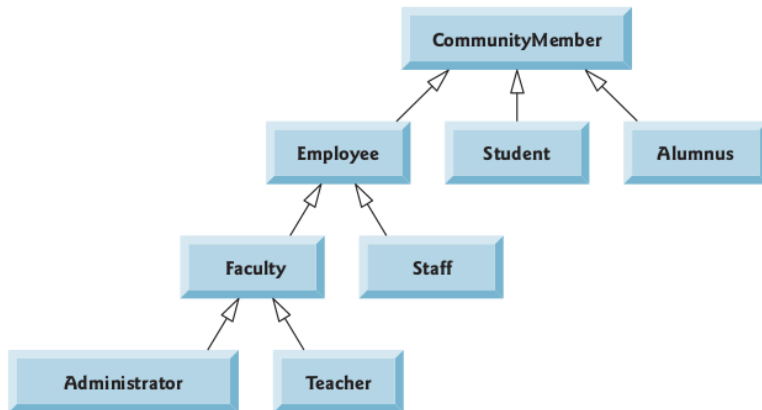 CommunityMember
Employee
Student
Alumnus
Faculty
Staff
Administrator
Teacher